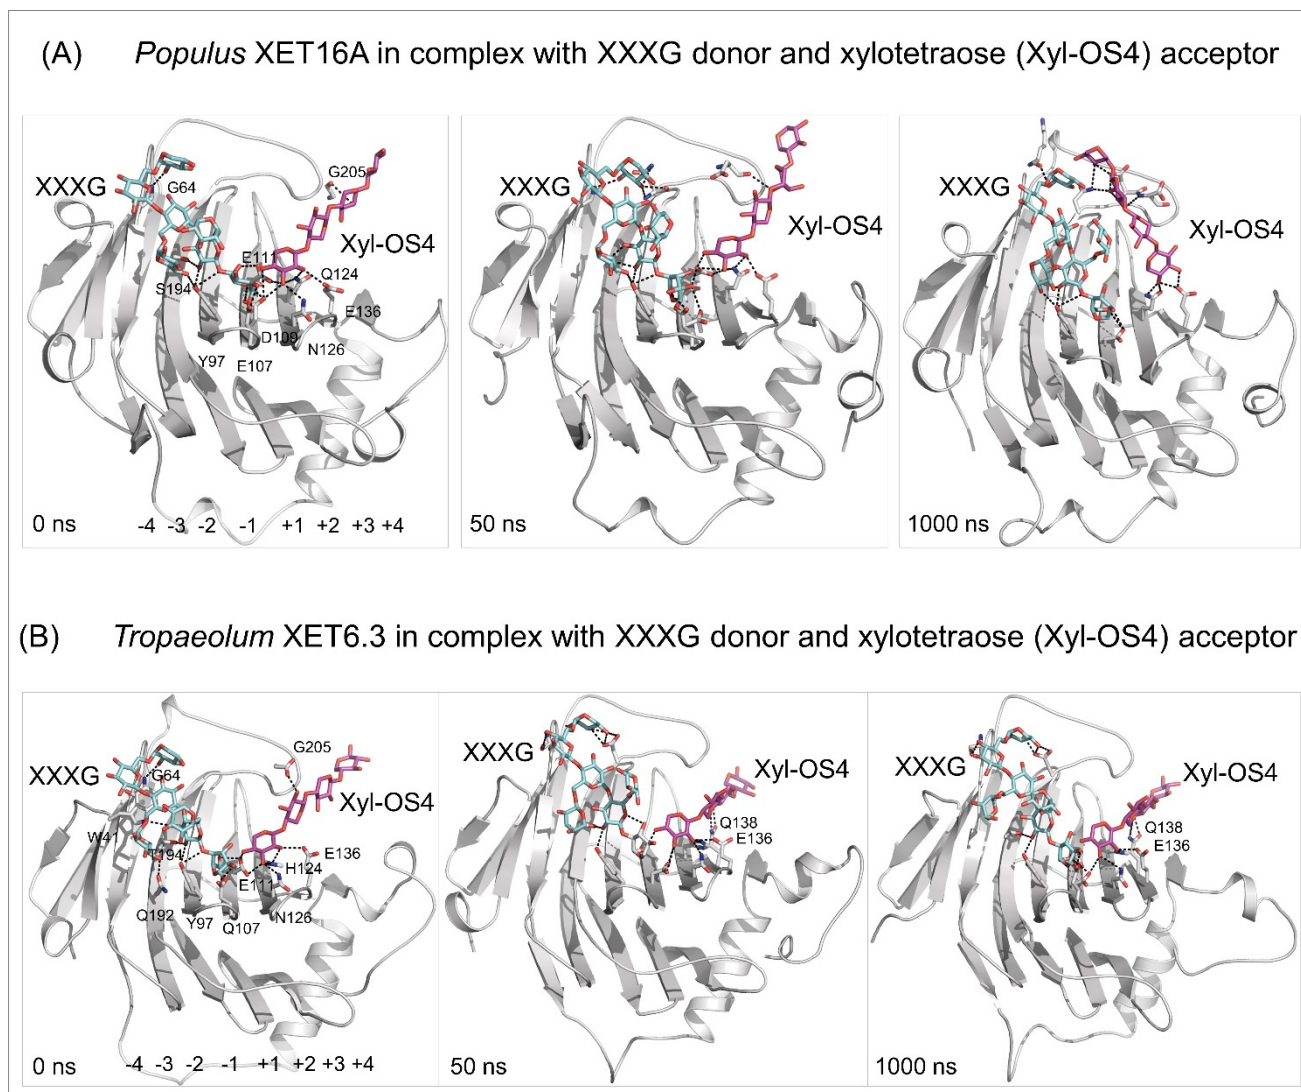 (A) Populus XET16A in complex with XXXG donor and xylotetraose (Xyl-OS4) acceptor
XXXG
G64
G205
Xyl-OS4
E111
Q124
S194
E136
D109
N126
Y97
E107
0 ns
-4 -3 -2 -1 +1 +2 +3 +4
XXXG
Xyl-OS4
50 ns
XXXG
Xyl-OS4
1000 ns
(B) Tropaeolum XET6.3 in complex with XXXG donor and xylotetraose (Xyl-OS4) acceptor
XXXG
G64
G205
Xyl-OS4
W41
E136
H124
E111
Q192
Y97
Q107
N126
0 ns
-4 -3 -2 -1 +1 +2 +3 +4
XXXG
Xyl-OS4
Q138
E136
50 ns
XXXG
Xyl-OS4
Q138
E136
1000 ns